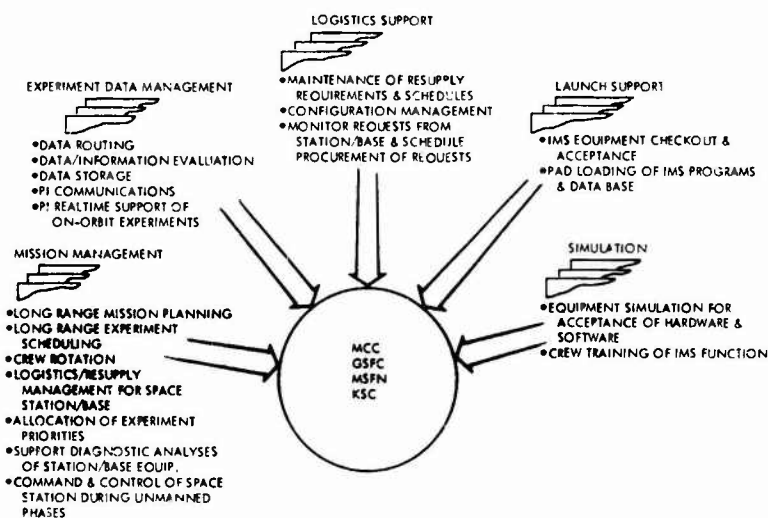 LOGISTICS SUPPORT
•MAINTENANCE OF RESUPPLY
REQUIREMENTS & SCHEDULES
•CONFIGURATION MANAGEMENT
•MONITOR REQUESTS FROM
STATION/BASE & SCHEDULE
PROCUREMENT OF REQUESTS
EXPERIMENT DATA MANAGEMENT
•DATA ROUTING
•DATA/INFORMATION EVALUATION
•DATA STORAGE
•PI COMMUNICATIONS
•PI REALTIME SUPPORT OF
ON-ORBIT EXPERIMENTS
LAUNCH SUPPORT
•IMS EQUIPMENT CHECKOUT &
ACCEPTANCE
•PAD LOADING OF IMS PROGRAMS
& DATA BASE
MISSION MANAGEMENT
•LONG RANGE MISSION PLANNING
•LONG RANGE EXPERIMENT
SCHEDULING
•CREW ROTATION
•LOGISTICS/RESUPPLY
MANAGEMENT FOR SPACE
STATION/BASE
•ALLOCATION OF EXPERIMENT
PRIORITIES
•SUPPORT DIAGNOSTIC ANALYSES
OF STATION/BASE EQUIP.
•COMMAND & CONTROL OF SPACE
STATION DURING UNMANNED
PHASES
SIMULATION
•EQUIPMENT SIMULATION FOR
ACCEPTANCE OF HARDWARE &
SOFTWARE
•CREW TRAINING OF IMS FUNCTION
MCC
GSFC
MSFN
KSC